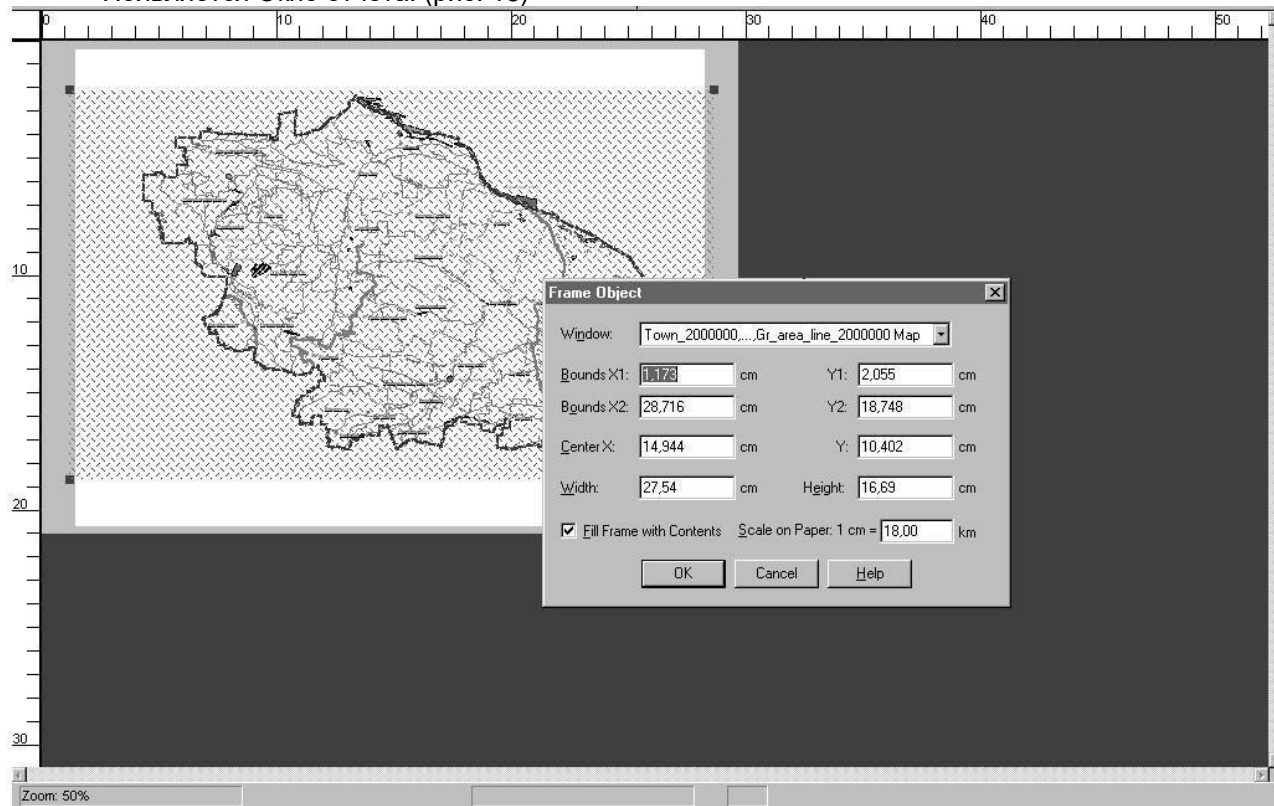 0 10 20 30 40 50
10
20
30
Frame Object
Window: Town_2000000,...,Gr_area_line_2000000 Map
Bounds X1: 1,173 cm Y1: 2,055 cm
Bounds X2: 28,716 cm Y2: 18,748 cm
Center X: 14,944 cm Y: 10,402 cm
Width: 27,54 cm Height: 16,69 cm
Fill Frame with Contents Scale on Paper: 1 cm = 18,00 km
OK Cancel Help
Zoom: 50%